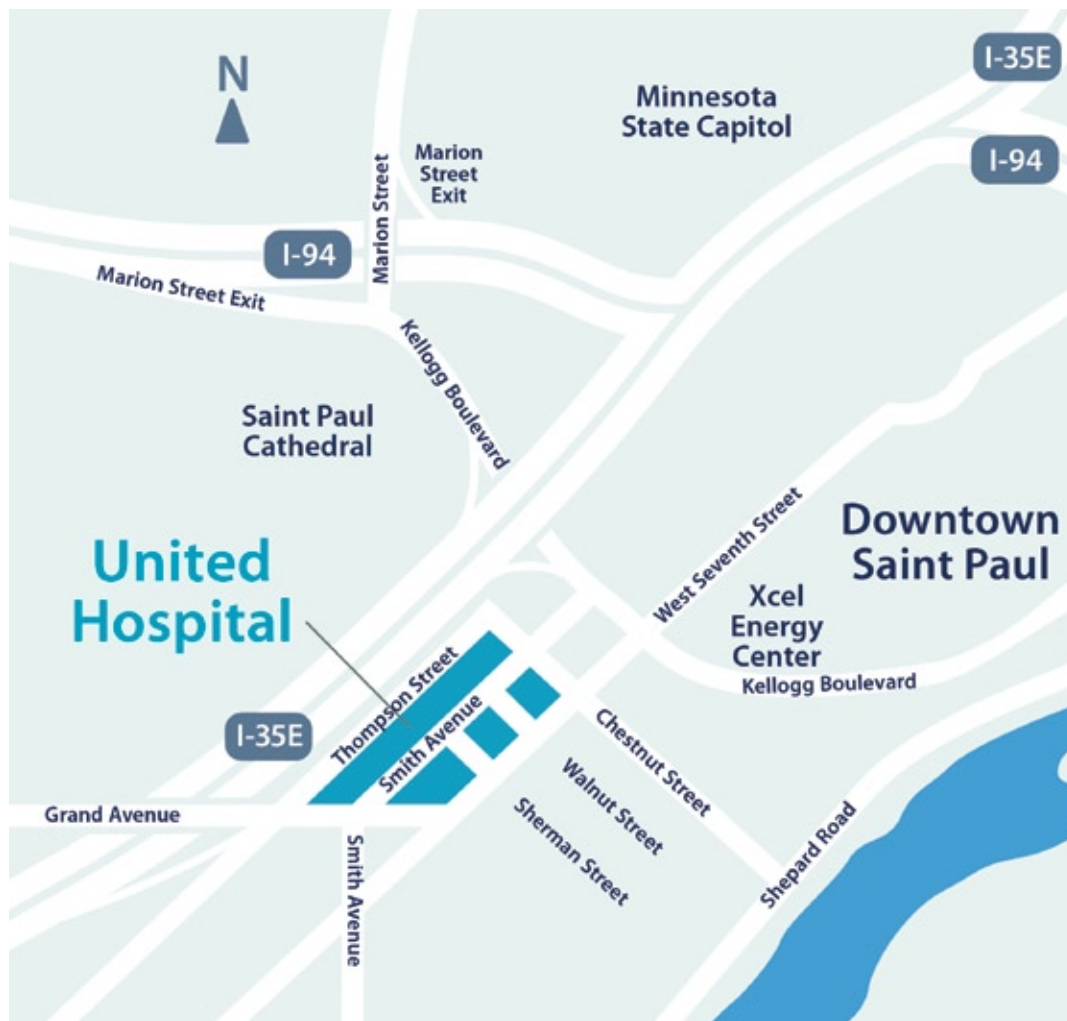 N
I-35E
Minnesota
State Capitol
Marion
Street
Exit
I-94
Marion Street
I-94
Marion Street Exit
Kellogg Boulevard
Saint Paul
Cathedral
West Seventh Street
Downtown
Saint Paul
United
Hospital
Xcel
Energy
Center
Kellogg Boulevard
Thompson Street
Smith Avenue
I-35E
Chestnut Street
Walnut Street
Sherman Street
Grand Avenue
Smith Avenue
Shepard Road